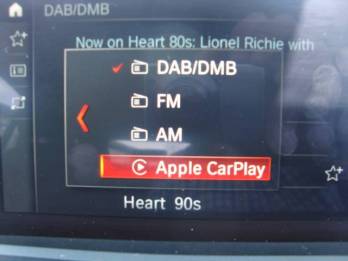 DAB/DMB
Now on Heart 80s: Lionel Richie with
DAB/DMB
FM
AM
Apple CarPlay
Heart 90s